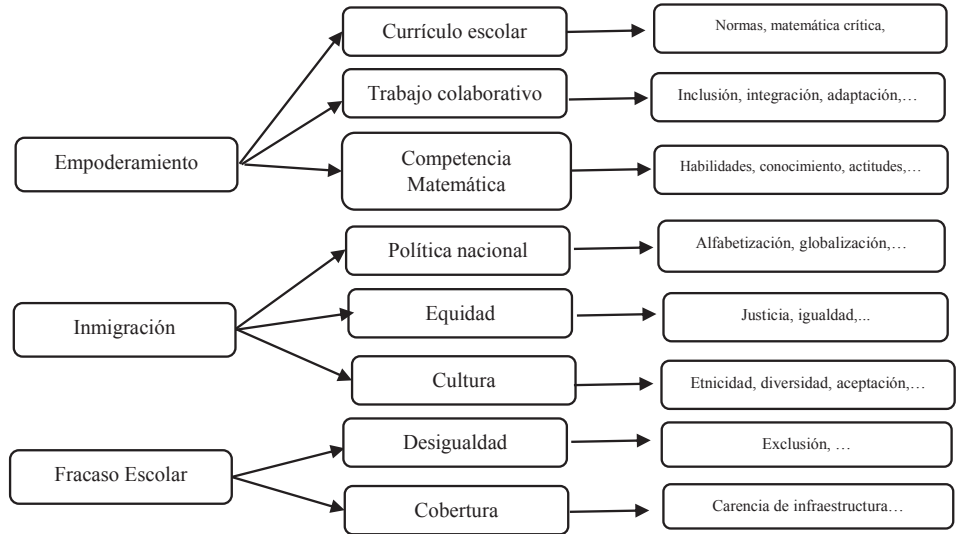 Currículo escolar
Normas, matemática crítica,
Trabajo colaborativo
Inclusión, integración, adaptación,…
Empoderamiento
Competencia
Matemática
Habilidades, conocimiento, actitudes,…
Política nacional
Alfabetización, globalización,…
Inmigración
Equidad
Justicia, igualdad,...
Cultura
Etnicidad, diversidad, aceptación,…
Desigualdad
Exclusión, …
Fracaso Escolar
Cobertura
Carencia de infraestructura…